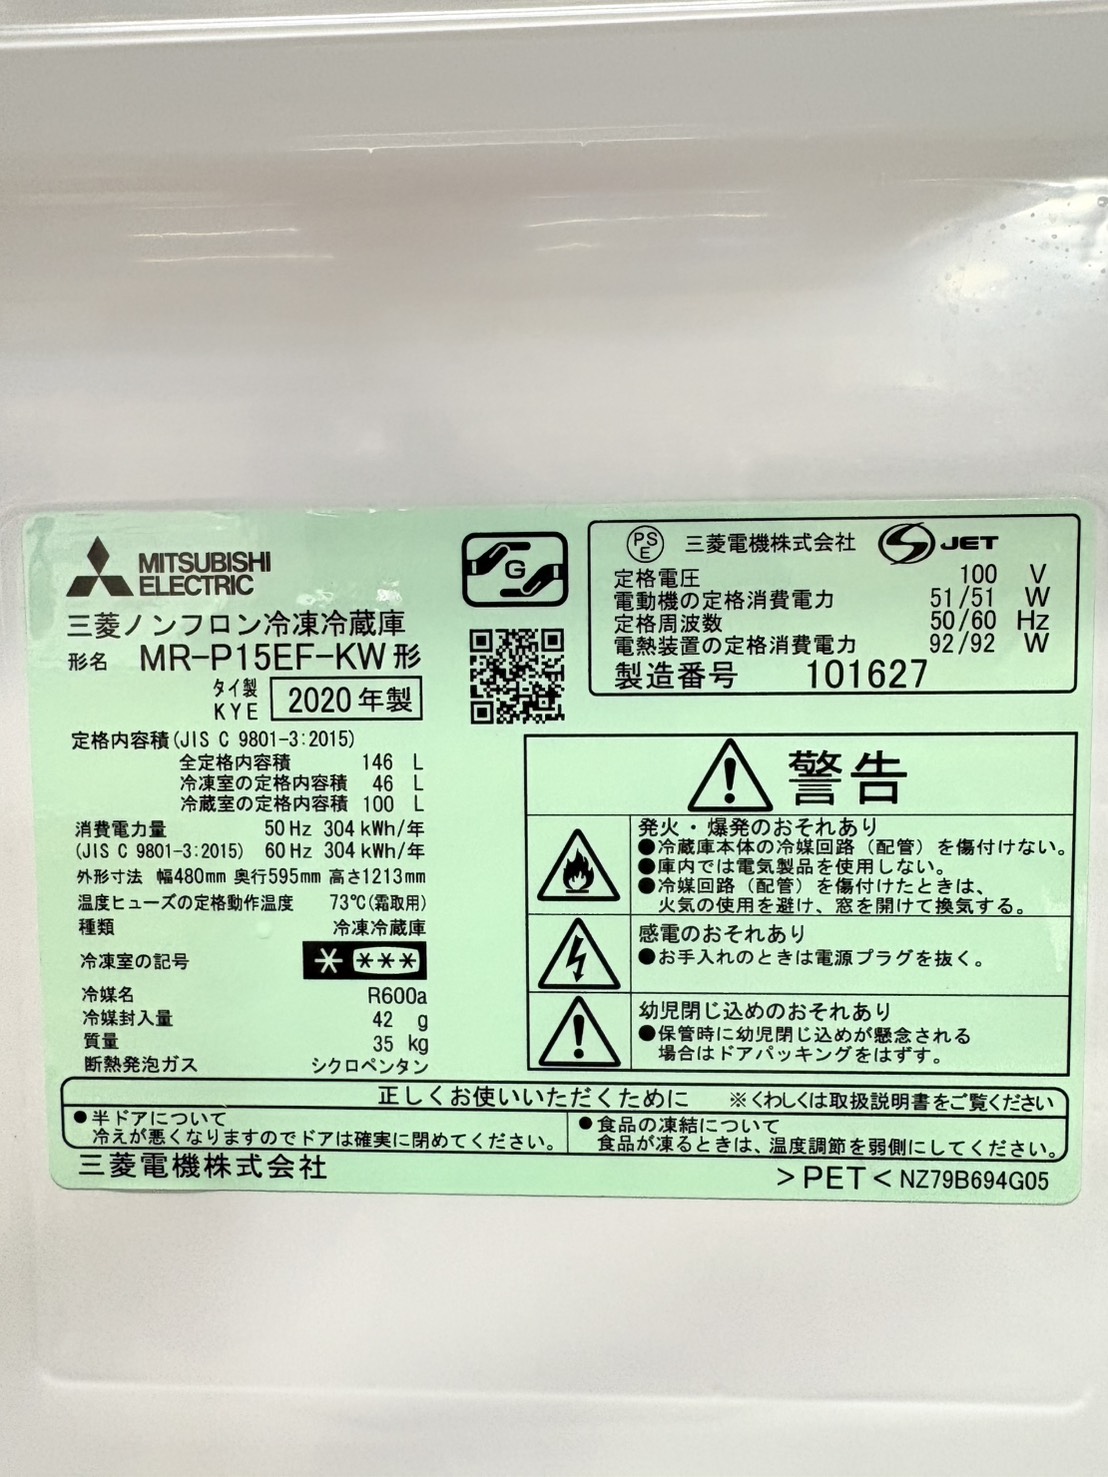 MITSUBISHI
ELECTRIC
三菱ノンフロン冷凍冷蔵庫
形名 MR-P15EF-KW形
タイ製
KYE
2020年製
定格内容積(JIS C 9801-3:2015)
全定格内容積 146 L
冷凍室の定格内容積 46 L
冷蔵室の定格内容積 100 L
消費電力量 50Hz 304kWh/年
(JIS C 9801-3:2015) 60Hz 304kWh/年
外形寸法 幅480mm 奥行595mm 高さ1213mm
温度ヒューズの定格動作温度 73℃(霜取用)
種類 冷凍冷蔵庫
冷凍室の記号
冷媒名 R600a
冷媒封入量 42 g
質量 35 kg
断熱発泡ガス シクロペンタン
G
PS
E
三菱電機株式会社 JET
定格電圧 100 V
電動機の定格消費電力 51/51 W
定格周波数 50/60 Hz
電熱装置の定格消費電力 92/92 W
製造番号 101627
警告
発火・爆発のおそれあり
●冷蔵庫本体の冷媒回路(配管)を傷付けない。
●庫内では電気製品を使用しない。
●冷媒回路(配管)を傷付けたときは、
火気の使用を避け、窓を開けて換気する。
感電のおそれあり
●お手入れのときは電源プラグを抜く。
幼児閉じ込めのおそれあり
●保管時に幼児閉じ込めが懸念される
場合はドアパッキングをはずす。
正しくお使いいただくために ※くわしくは取扱説明書をご覧ください
●半ドアについて
冷えが悪くなりますのでドアは確実に閉めてください。
●食品の凍結について
食品が凍るときは、温度調節を弱側にしてください。
三菱電機株式会社
>PET< NZ79B694G05